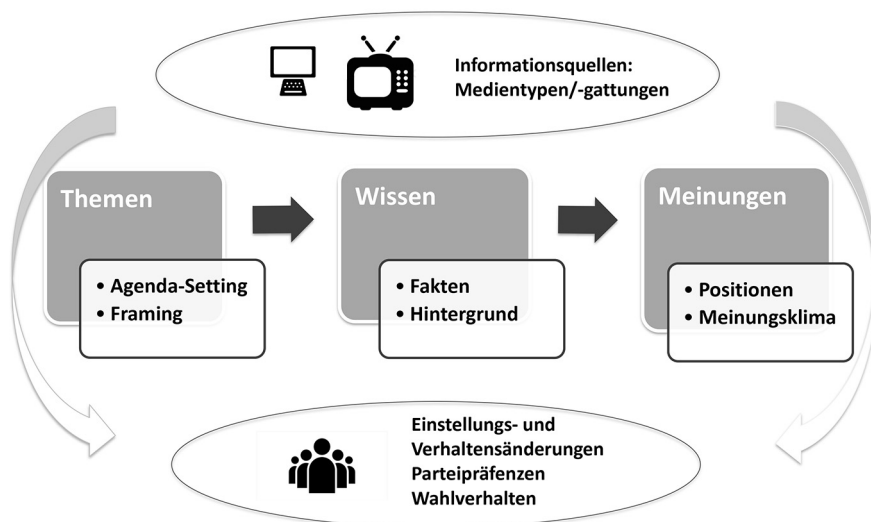 Informationsquellen:
Medientypen/-gattungen
Themen
• Agenda-Setting
• Framing
Wissen
• Fakten
• Hintergrund
Meinungen
• Positionen
• Meinungsklima
Einstellungs- und
Verhaltensänderungen
Parteipräfenzen
Wahlverhalten